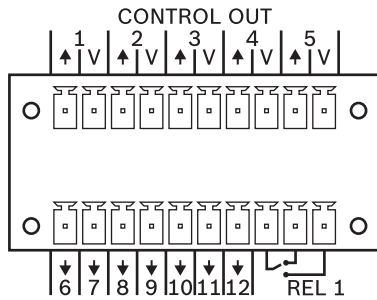 CONTROL OUT
1 2 3 4 5
V V V V V
6 7 8 9 10 11 12 REL 1